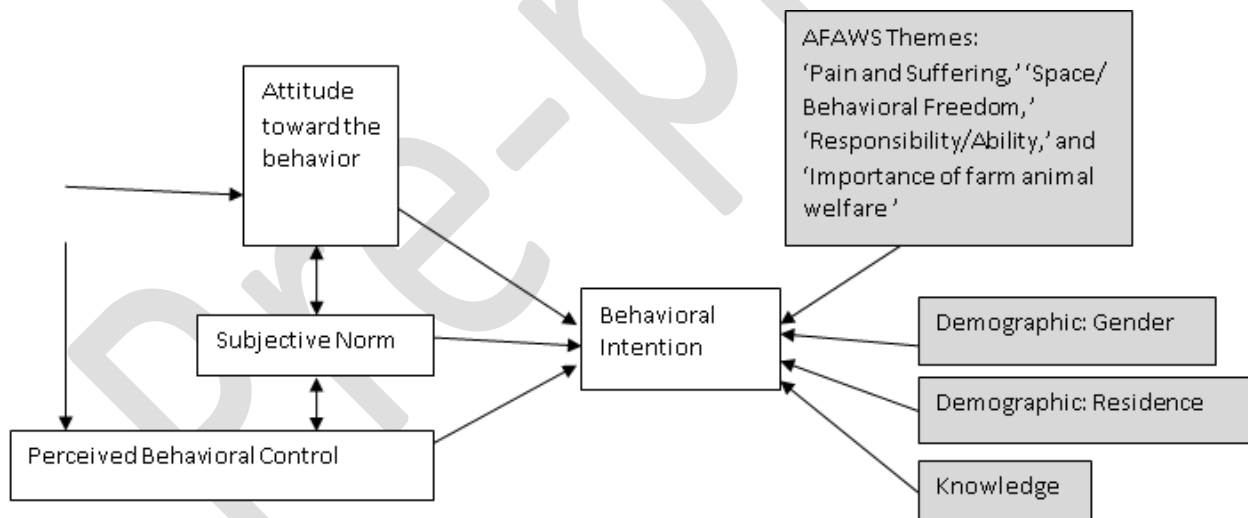 AFAWS Themes:
‘Pain and Suffering,’ ‘Space/
Behavioral Freedom,’
‘Responsibility/Ability,’ and
‘Importance of farm animal
welfare’
Attitude
toward the
behavior
Subjective Norm
Behavioral
Intention
Demographic: Gender
Demographic: Residence
Perceived Behavioral Control
Knowledge